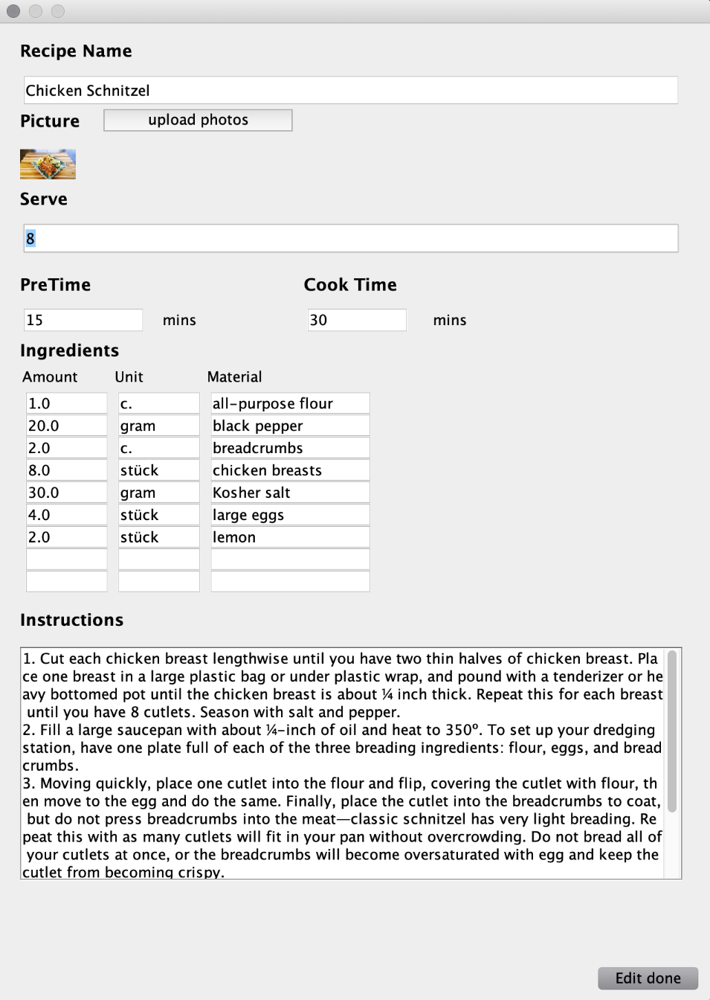 Recipe Name
Chicken Schnitzel
Picture upload photos
Serve
8
PreTime Cook Time
15 mins 30 mins
Ingredients
Amount Unit Material
1.0 c. all-purpose flour
20.0 gram black pepper
2.0 c. breadcrumbs
8.0 stück chicken breasts
30.0 gram Kosher salt
4.0 stück large eggs
2.0 stück lemon
Instructions
1. Cut each chicken breast lengthwise until you have two thin halves of chicken breast. Pla
ce one breast in a large plastic bag or under plastic wrap, and pound with a tenderizer or he
avy bottomed pot until the chicken breast is about ¼ inch thick. Repeat this for each breast
until you have 8 cutlets. Season with salt and pepper.
2. Fill a large saucepan with about ¼-inch of oil and heat to 350º. To set up your dredging
station, have one plate full of each of the three breading ingredients: flour, eggs, and bread
crumbs.
3. Moving quickly, place one cutlet into the flour and flip, covering the cutlet with flour, th
en move to the egg and do the same. Finally, place the cutlet into the breadcrumbs to coat,
but do not press breadcrumbs into the meat—classic schnitzel has very light breading. Re
peat this with as many cutlets will fit in your pan without overcrowding. Do not bread all of
your cutlets at once, or the breadcrumbs will become oversaturated with egg and keep the
cutlet from becoming crispy.
Edit done